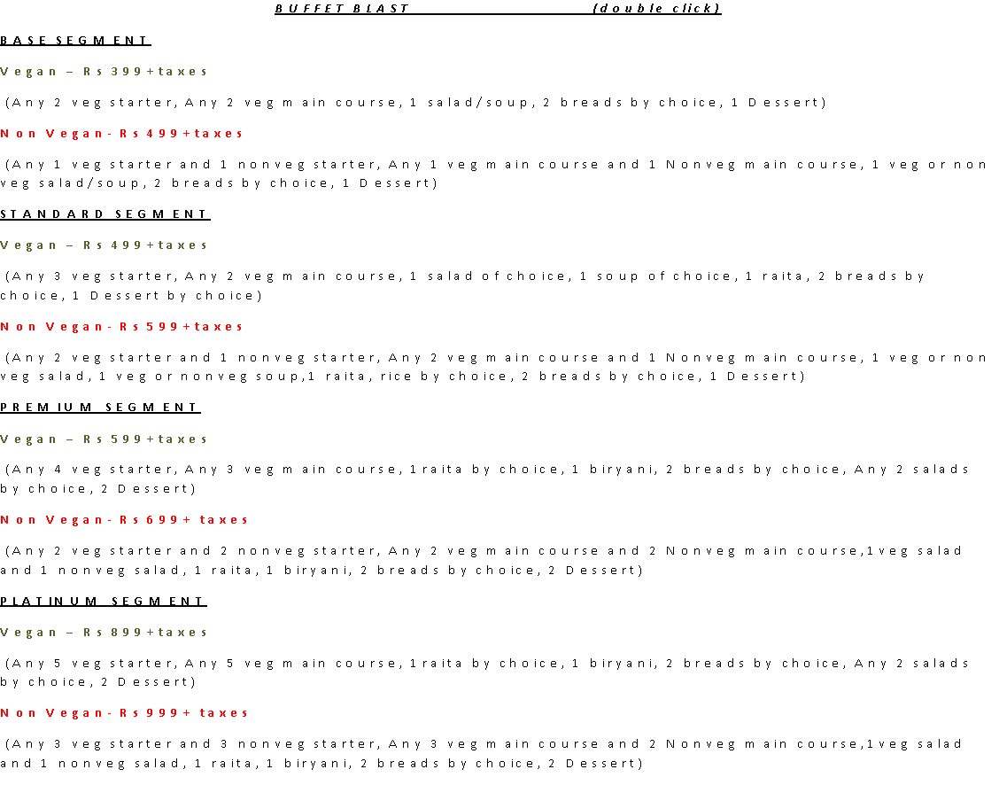 BUFFET BLAST (double click)
BASE SEGMENT
Vegan – Rs 399+taxes
(Any 2 veg starter, Any 2 veg main course, 1 salad/soup, 2 breads by choice, 1 Dessert)
Non Vegan- Rs 499+taxes
(Any 1 veg starter and 1 nonveg starter, Any 1 veg main course and 1 Nonveg main course, 1 veg or non
veg salad/soup, 2 breads by choice, 1 Dessert)
STANDARD SEGMENT
Vegan – Rs 499+taxes
(Any 3 veg starter, Any 2 veg main course, 1 salad of choice, 1 soup of choice, 1 raita, 2 breads by
choice, 1 Dessert by choice)
Non Vegan- Rs 599+taxes
(Any 2 veg starter and 1 nonveg starter, Any 2 veg main course and 1 Nonveg main course, 1 veg or non
veg salad, 1 veg or nonveg soup,1 raita, rice by choice, 2 breads by choice, 1 Dessert)
PREMIUM SEGMENT
Vegan – Rs 599+taxes
(Any 4 veg starter, Any 3 veg main course, 1raita by choice, 1 biryani, 2 breads by choice, Any 2 salads
by choice, 2 Dessert)
Non Vegan- Rs 699+ taxes
(Any 2 veg starter and 2 nonveg starter, Any 2 veg main course and 2 Nonveg main course,1veg salad
and 1 nonveg salad, 1 raita, 1 biryani, 2 breads by choice, 2 Dessert)
PLATINUM SEGMENT
Vegan – Rs 899+taxes
(Any 5 veg starter, Any 5 veg main course, 1raita by choice, 1 biryani, 2 breads by choice, Any 2 salads
by choice, 2 Dessert)
Non Vegan- Rs 999+ taxes
(Any 3 veg starter and 3 nonveg starter, Any 3 veg main course and 2 Nonveg main course,1veg salad
and 1 nonveg salad, 1 raita, 1 biryani, 2 breads by choice, 2 Dessert)